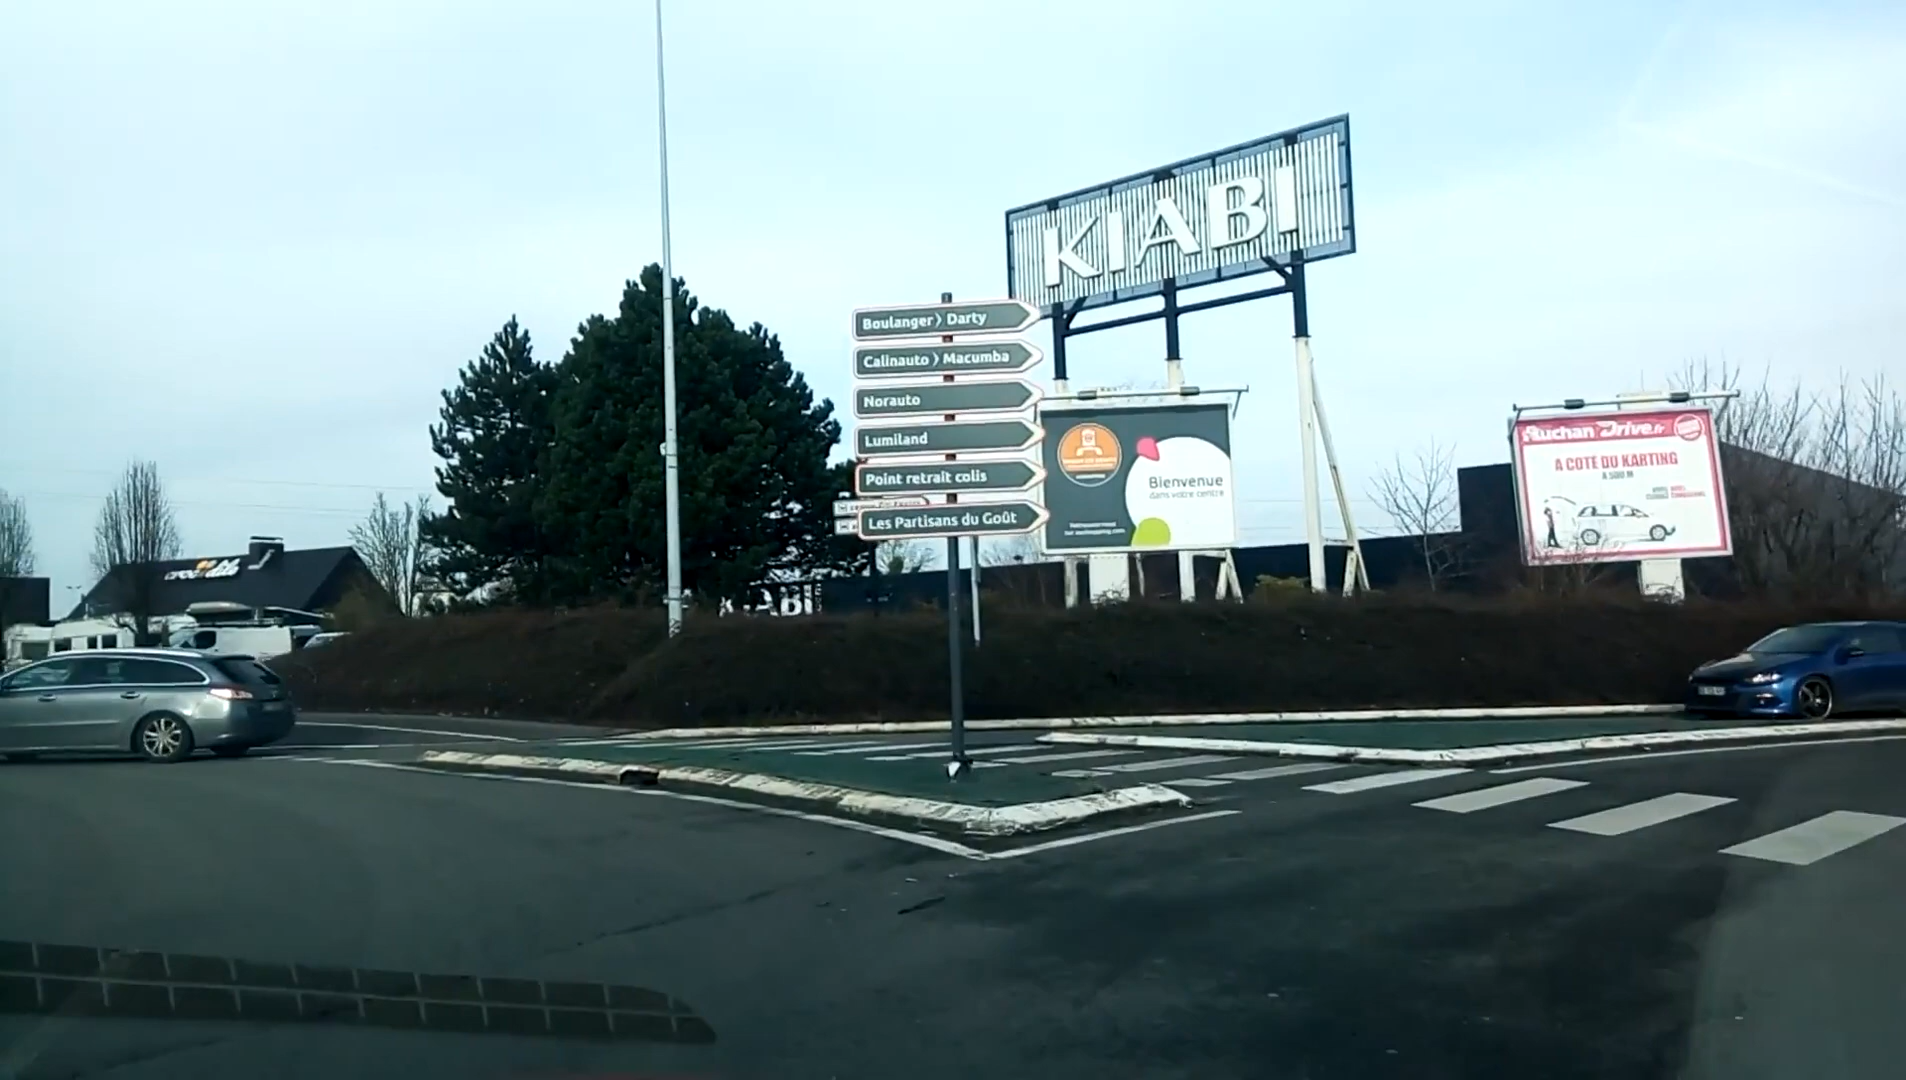 KIABI
Boulanger > Darty
Calinauto > Macumba
Norauto
Lumiland
Point retrait colis
Les Partisans du Goût
Bienvenue
dans votre centre
Auchan Drive.fr
A COTE DU KARTING
A 500 M
KIABI